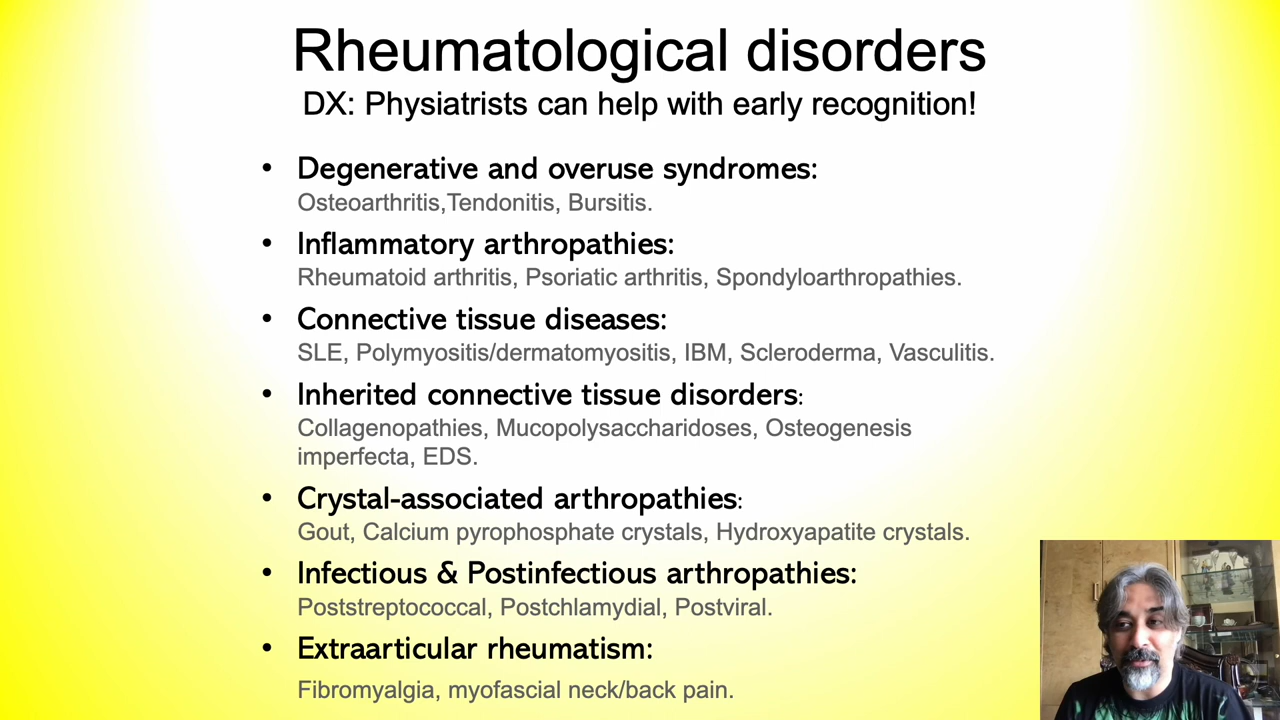 Rheumatological disorders
DX: Physiatrists can help with early recognition!
• Degenerative and overuse syndromes:
Osteoarthritis,Tendonitis, Bursitis.
• Inflammatory arthropathies:
Rheumatoid arthritis, Psoriatic arthritis, Spondyloarthropathies.
• Connective tissue diseases:
SLE, Polymyositis/dermatomyositis, IBM, Scleroderma, Vasculitis.
• Inherited connective tissue disorders:
Collagenopathies, Mucopolysaccharidoses, Osteogenesis
imperfecta, EDS.
• Crystal-associated arthropathies:
Gout, Calcium pyrophosphate crystals, Hydroxyapatite crystals.
• Infectious & Postinfectious arthropathies:
Poststreptococcal, Postchlamydial, Postviral.
• Extraarticular rheumatism:
Fibromyalgia, myofascial neck/back pain.